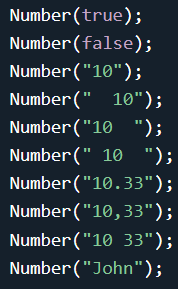 Number(true);
Number(false);
Number("10");
Number("  10");
Number("10  ");
Number(" 10  ");
Number("10.33");
Number("10,33");
Number("10 33");
Number("John");